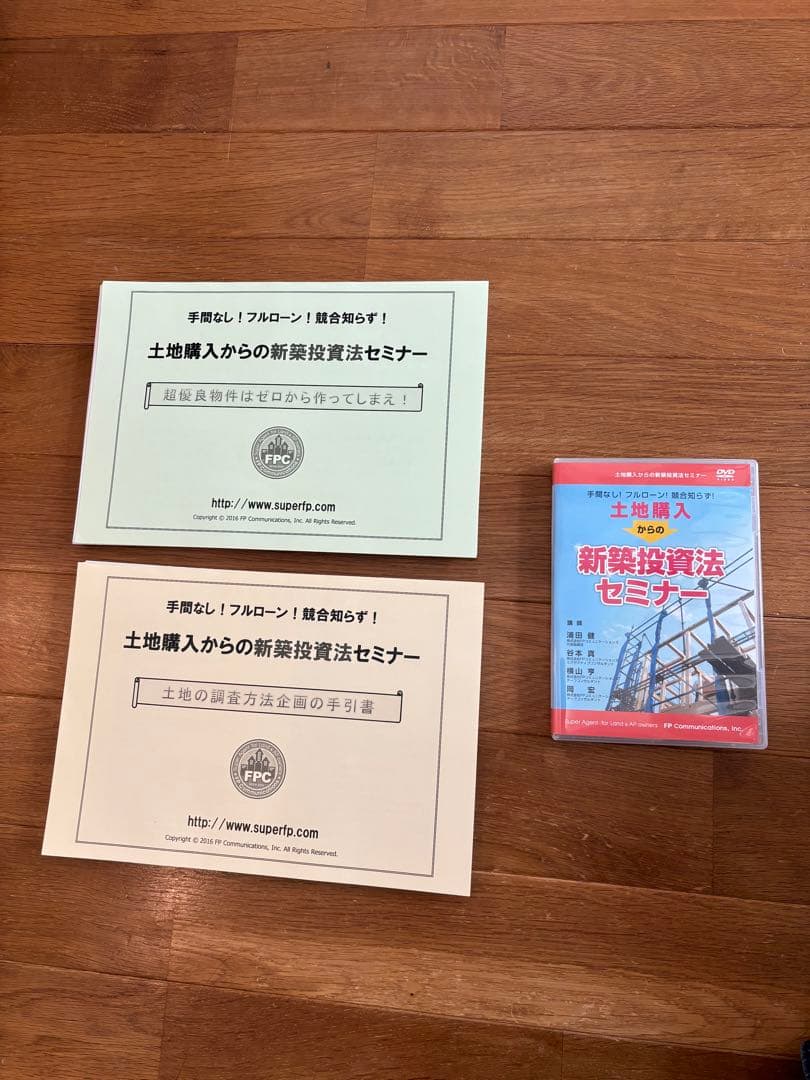 手間なし！フルローン！競合知らず！
土地購入からの新築投資法セミナー
超優良物件はゼロから作ってしまえ！
FPC
http://www.superfp.com
Copyright © 2016 FP Communications, Inc. All Rights Reserved.
手間なし！フルローン！競合知らず！
土地購入からの新築投資法セミナー
土地の調査方法企画の手引書
FPC
http://www.superfp.com
Copyright © 2016 FP Communications, Inc. All Rights Reserved.
土地購入からの新築投資法セミナー
DVD
VIDEO
手間なし！フルローン！競合知らず！
土地購入
からの
新築投資法
セミナー
講師
浦田 健
谷本 真
横山 亨
岡 宏
Super Agent for Land & AP owners FP Communications, Inc.